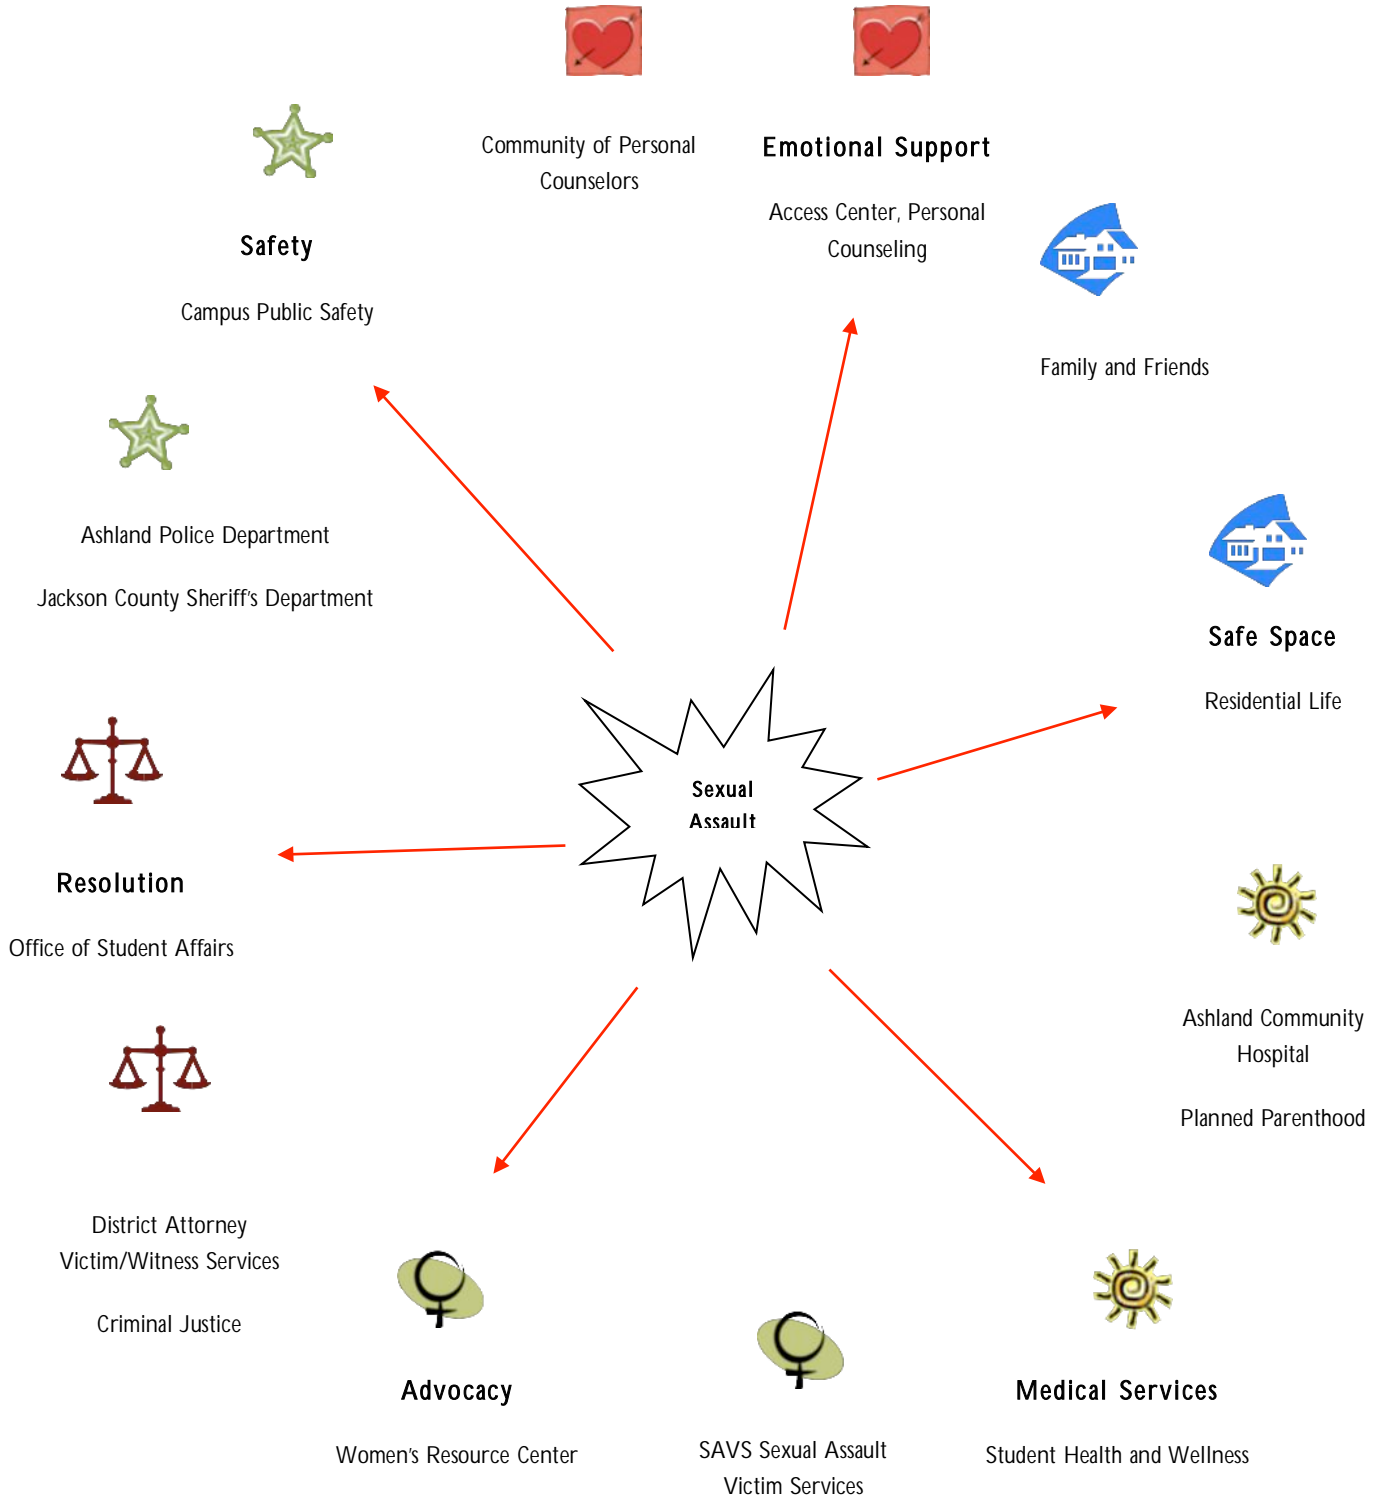 Community of Personal
Counselors
Emotional Support
Access Center, Personal
Counseling
Safety
Campus Public Safety
Family and Friends
Ashland Police Department
Jackson County Sheriff's Department
Safe Space
Residential Life
Sexual
Assault
Resolution
Office of Student Affairs
Ashland Community
Hospital
Planned Parenthood
District Attorney
Victim/Witness Services
Criminal Justice
Advocacy
Women's Resource Center
SAVS Sexual Assault
Victim Services
Medical Services
Student Health and Wellness